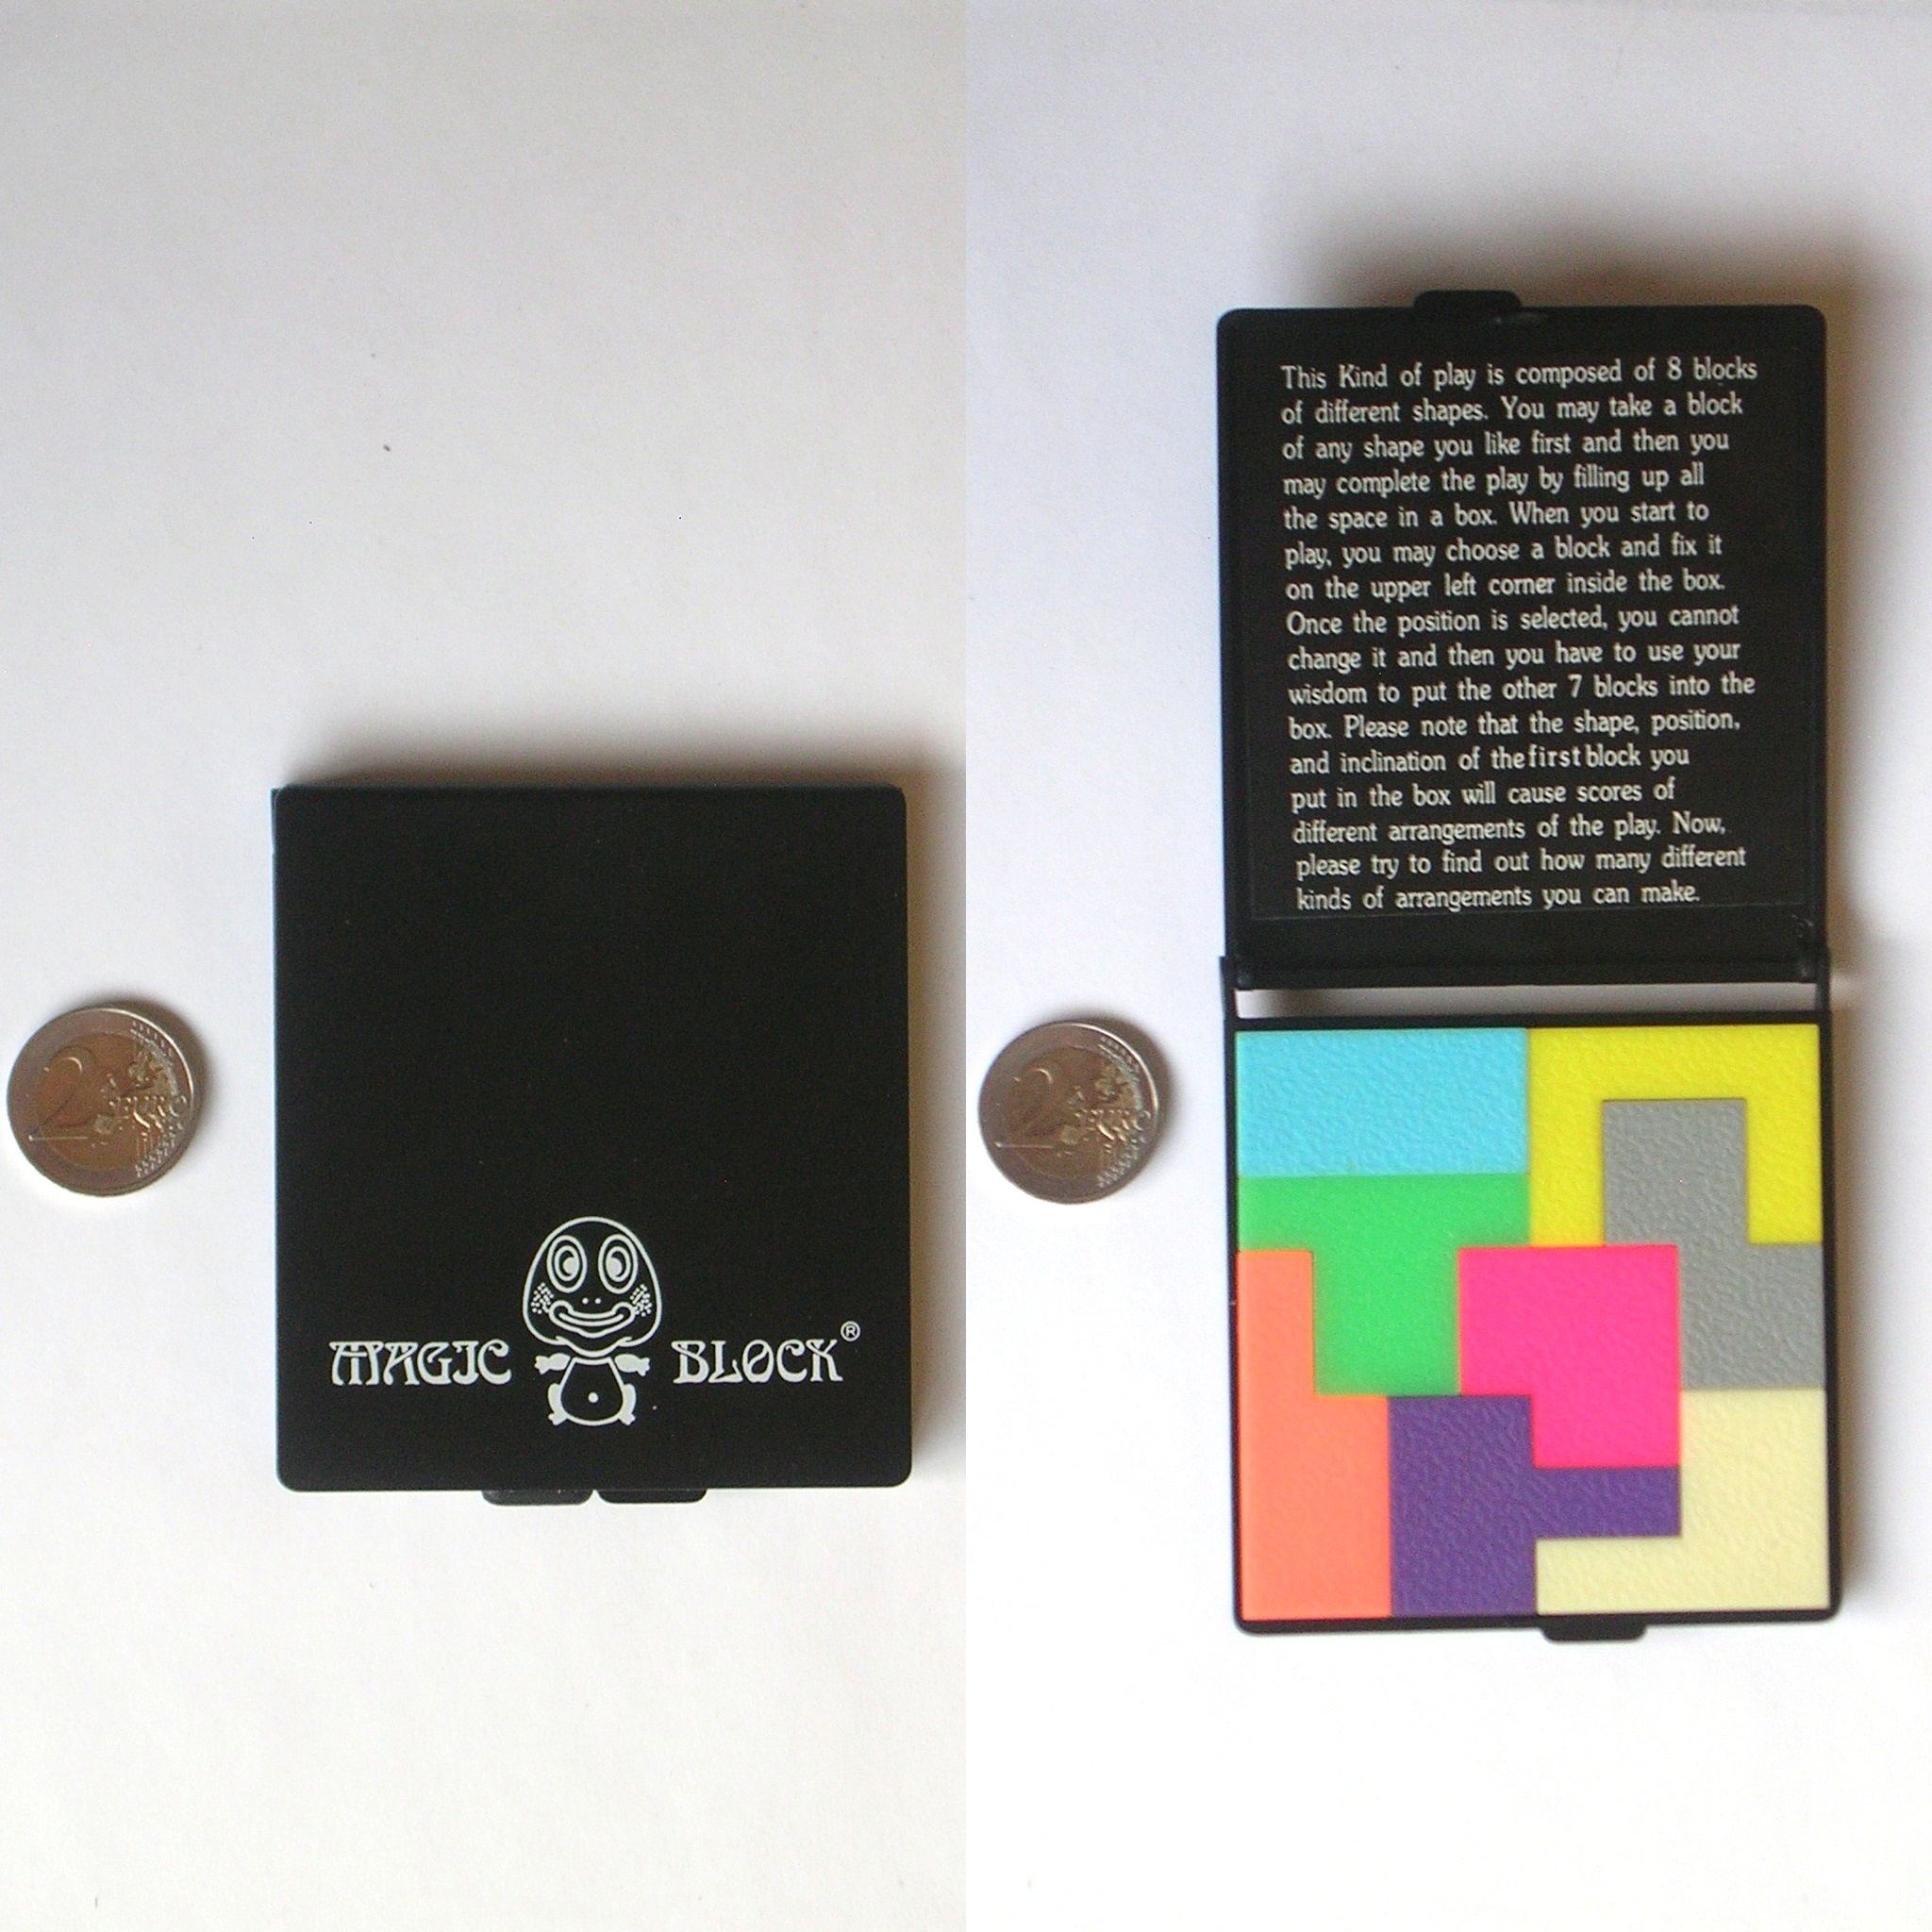 MAGIC BLOCK®
2 EURO
This Kind of play is composed of 8 blocks
of different shapes. You may take a block
of any shape you like first and then you
may complete the play by filling up all
the space in a box. When you start to
play, you may choose a block and fix it
on the upper left corner inside the box.
Once the position is selected, you cannot
change it and then you have to use your
wisdom to put the other 7 blocks into the
box. Please note that the shape, position,
and inclination of the first block you
put in the box will cause scores of
different arrangements of the play. Now,
please try to find out how many different
kinds of arrangements you can make.
2 EURO